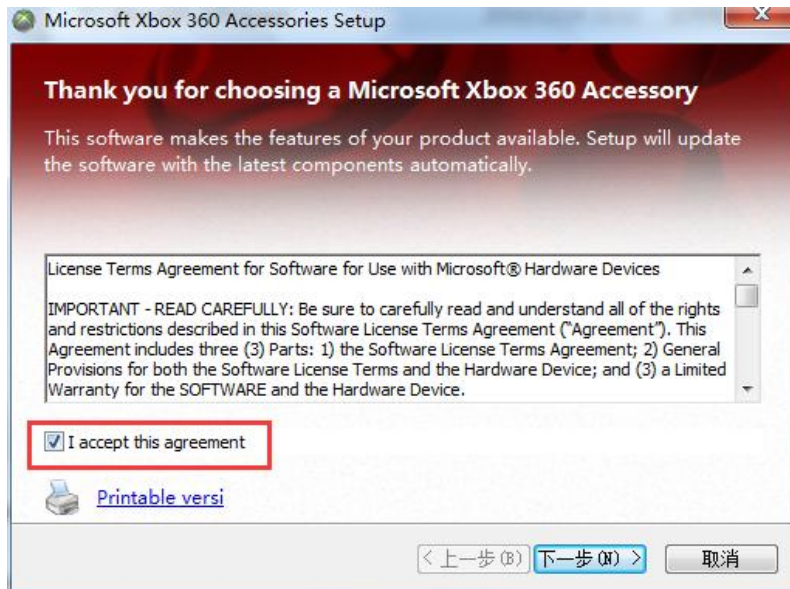 Microsoft Xbox 360 Accessories Setup
Thank you for choosing a Microsoft Xbox 360 Accessory
This software makes the features of your product available. Setup will update
the software with the latest components automatically.
License Terms Agreement for Software for Use with Microsoft® Hardware Devices
IMPORTANT - READ CAREFULLY: Be sure to carefully read and understand all of the rights
and restrictions described in this Software License Terms Agreement (“Agreement”). This
Agreement includes three (3) Parts: 1) the Software License Terms Agreement; 2) General
Provisions for both the Software License Terms and the Hardware Device; and (3) a Limited
Warranty for the SOFTWARE and the Hardware Device.
I accept this agreement
Printable versi
< 上一步(B) 下一步(N) > 取消